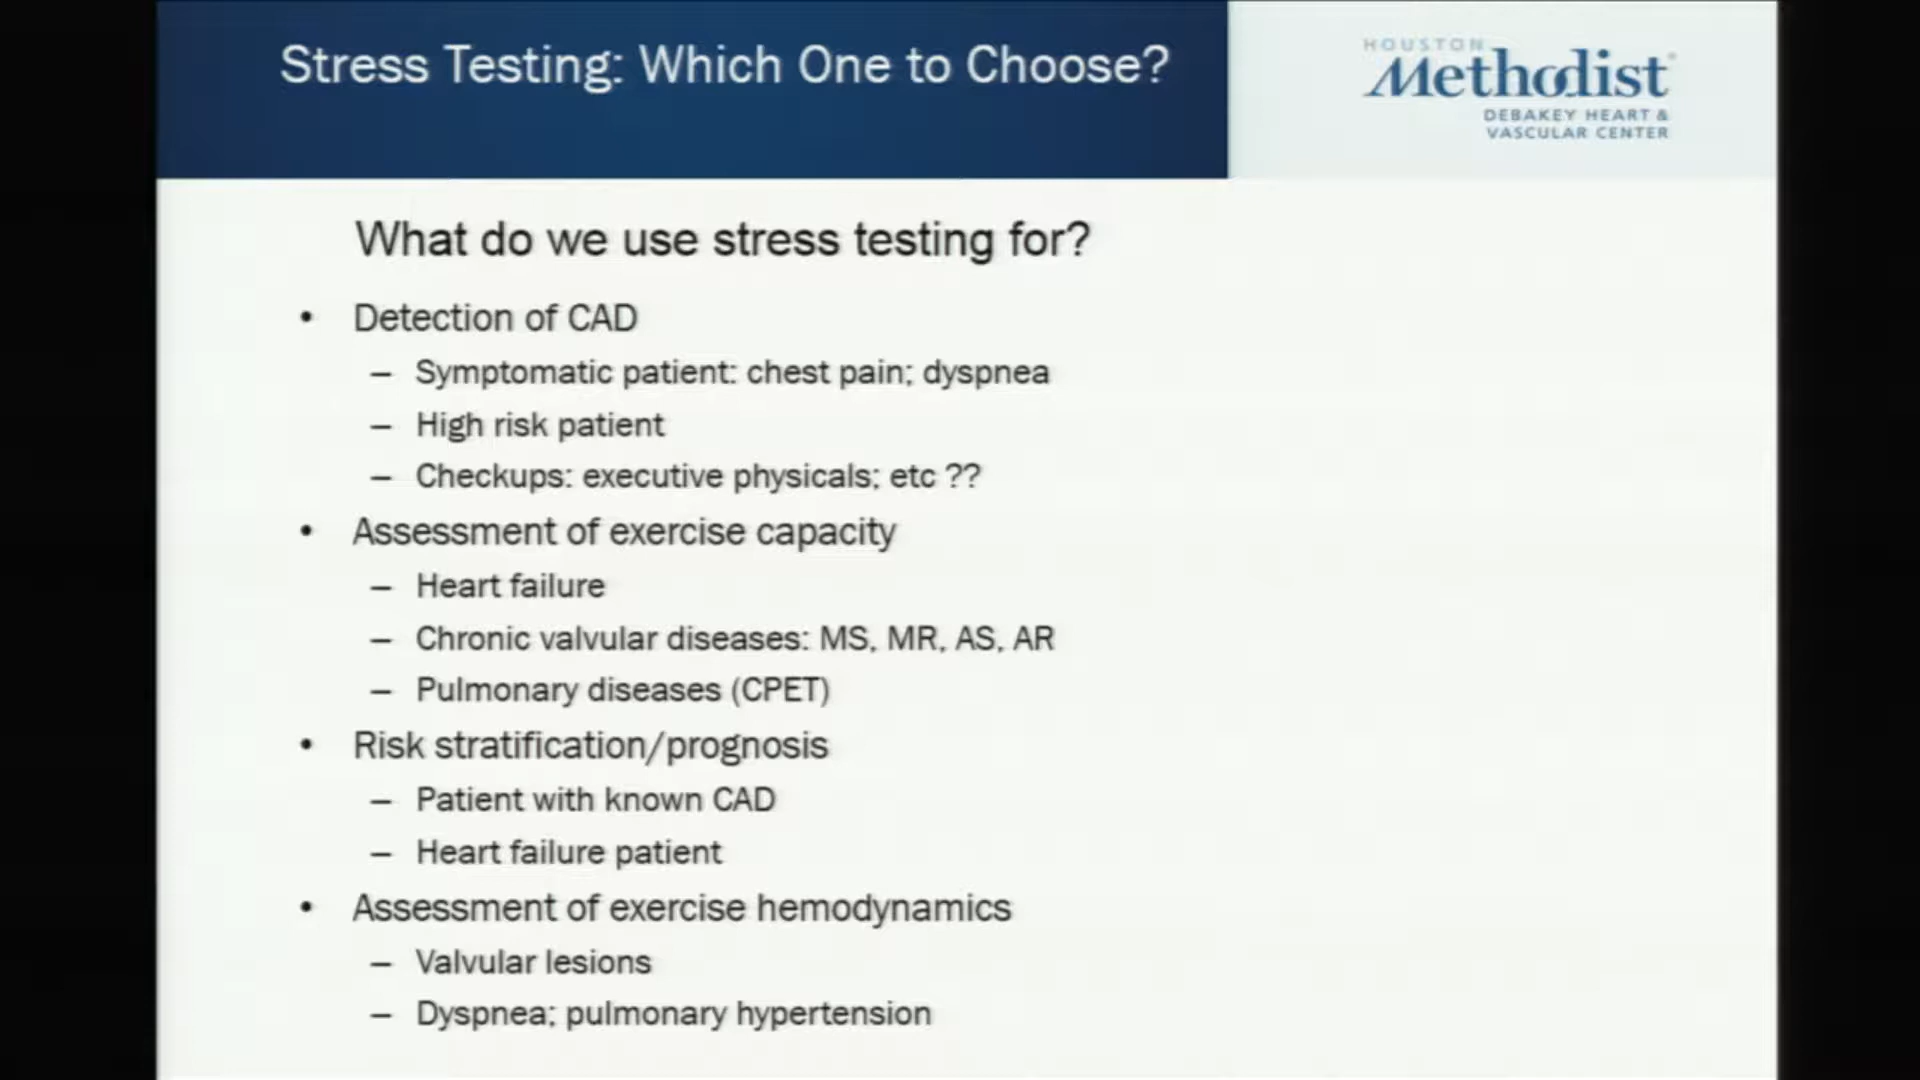 Stress Testing: Which One to Choose?
HOUSTON
Methodist
DEBAKEY HEART &
VASCULAR CENTER
What do we use stress testing for?
• Detection of CAD
– Symptomatic patient: chest pain; dyspnea
– High risk patient
– Checkups: executive physicals; etc ??
• Assessment of exercise capacity
– Heart failure
– Chronic valvular diseases: MS, MR, AS, AR
– Pulmonary diseases (CPET)
• Risk stratification/prognosis
– Patient with known CAD
– Heart failure patient
• Assessment of exercise hemodynamics
– Valvular lesions
– Dyspnea; pulmonary hypertension